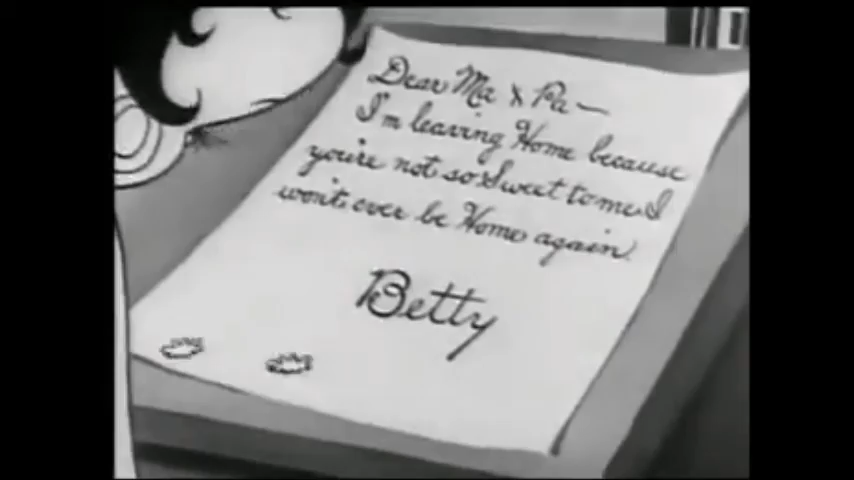 Dear Ma & Pa—
I'm leaving Home because
you're not so sweet to me I
won't ever be Home again.
Betty